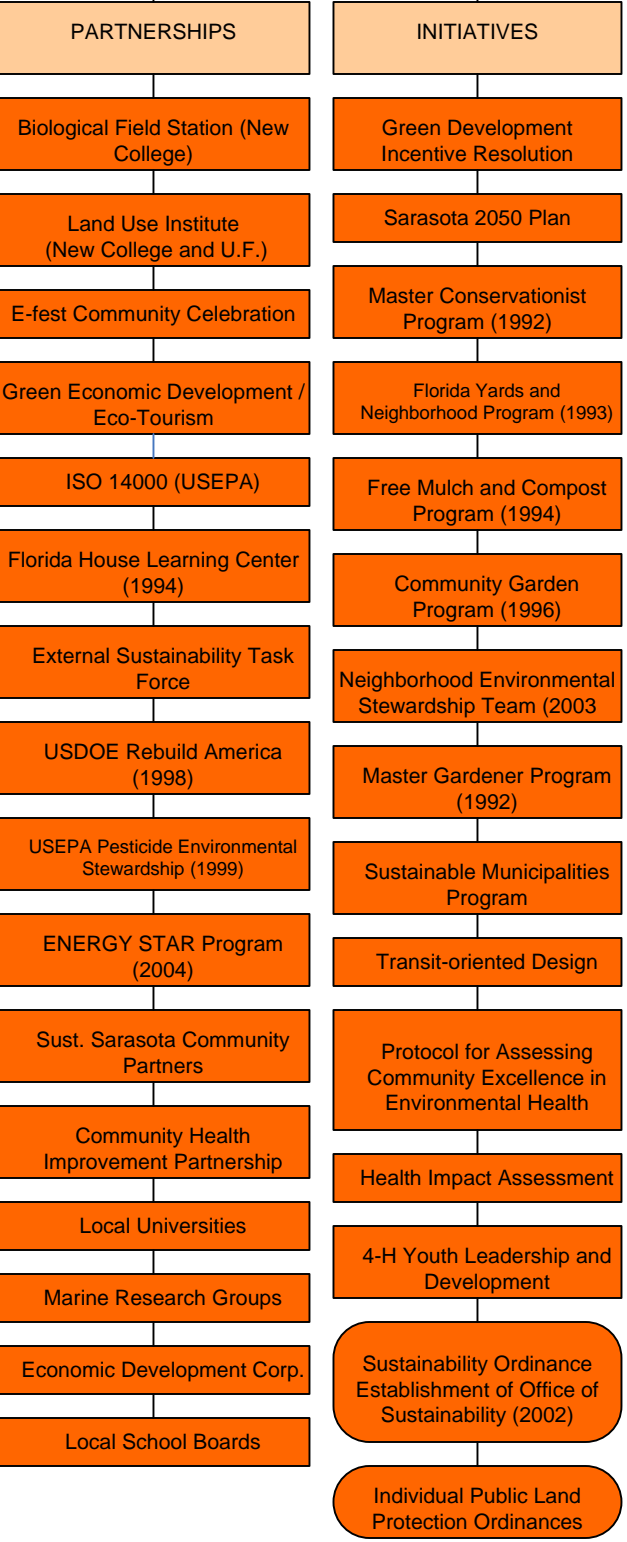 PARTNERSHIPS
Biological Field Station (New
College)
Land Use Institute
(New College and U.F.)
E-fest Community Celebration
Green Economic Development /
Eco-Tourism
ISO 14000 (USEPA)
Florida House Learning Center
(1994)
External Sustainability Task
Force
USDOE Rebuild America
(1998)
USEPA Pesticide Environmental
Stewardship (1999)
ENERGY STAR Program
(2004)
Sust. Sarasota Community
Partners
Community Health
Improvement Partnership
Local Universities
Marine Research Groups
Economic Development Corp.
Local School Boards
INITIATIVES
Green Development
Incentive Resolution
Sarasota 2050 Plan
Master Conservationist
Program (1992)
Florida Yards and
Neighborhood Program (1993)
Free Mulch and Compost
Program (1994)
Community Garden
Program (1996)
Neighborhood Environmental
Stewardship Team (2003
Master Gardener Program
(1992)
Sustainable Municipalities
Program
Transit-oriented Design
Protocol for Assessing
Community Excellence in
Environmental Health
Health Impact Assessment
4-H Youth Leadership and
Development
Sustainability Ordinance
Establishment of Office of
Sustainability (2002)
Individual Public Land
Protection Ordinances